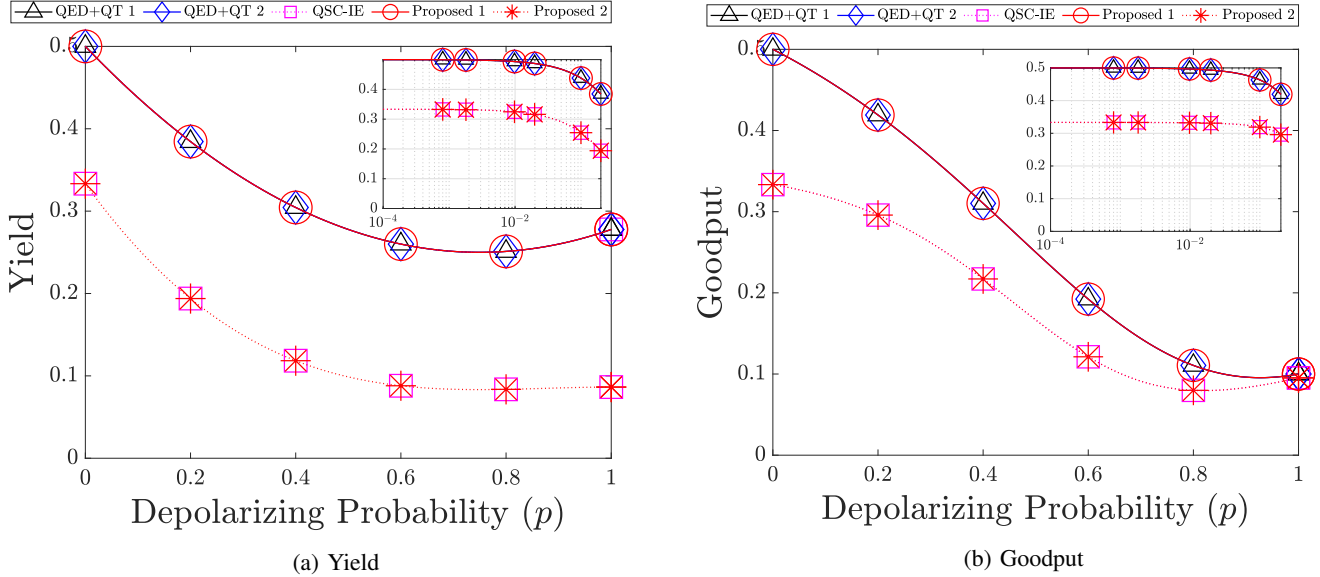 QED+QT 1 QED+QT 2 QSC-IE Proposed 1 Proposed 2
0.4
0.3
0.2
0.1
0
0 0.2 0.4 0.6 0.8 1
Yield
Depolarizing Probability (p)
0.4
0.3
0.2
0.1
0
10-4 10-2
(a) Yield
QED+QT 1 QED+QT 2 QSC-IE Proposed 1 Proposed 2
0.4
0.3
0.2
0.1
0
0 0.2 0.4 0.6 0.8 1
Goodput
Depolarizing Probability (p)
0.5
0.4
0.3
0.2
0.1
0
10-4 10-2
(b) Goodput